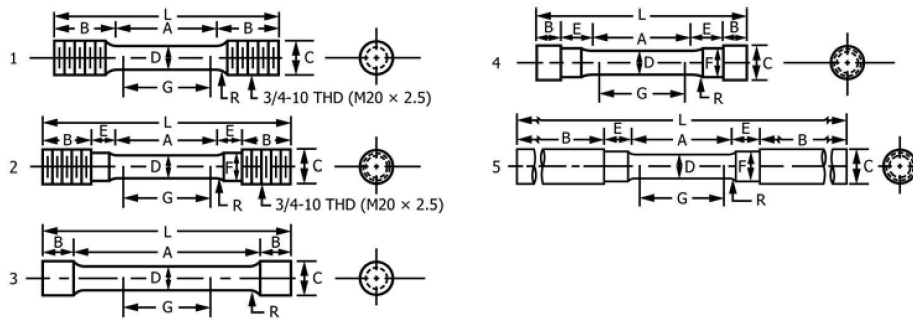 L
B A B
1 D C
G R
3/4-10 THD (M20 × 2.5)
L
B E A E B
2 D F C
G R
3/4-10 THD (M20 × 2.5)
L
B A B
3 D C
G R
L
B E A E B
4 D F C
G R
L
B E A E B
5 D F C
G R